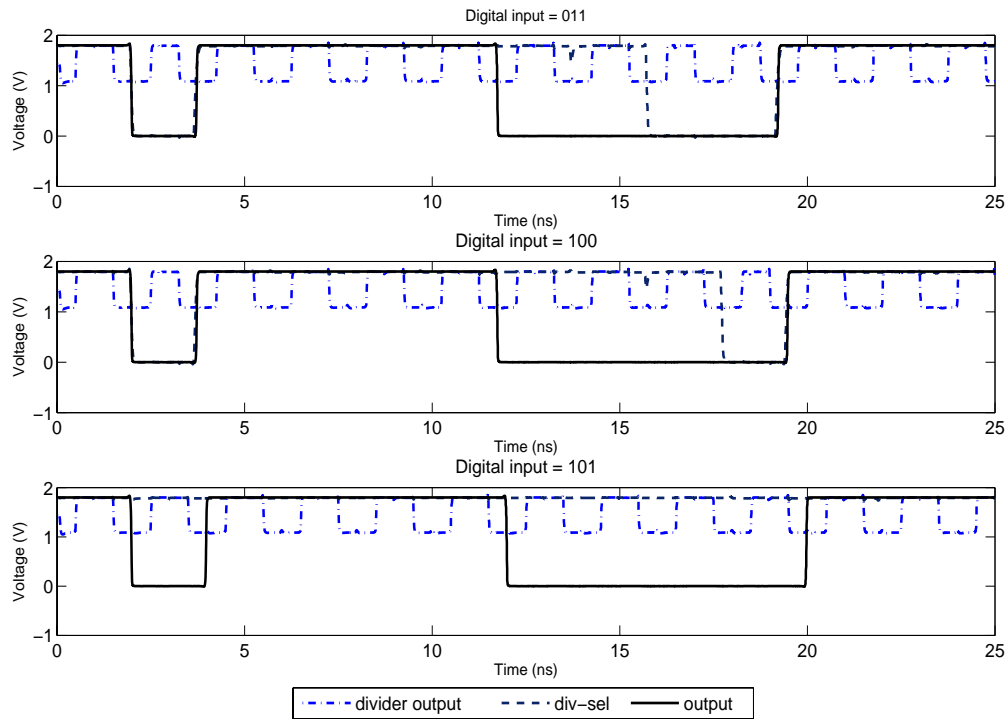 Digital input = 011
Voltage (V)
2
1
0
−1
0 5 10 15 20 25
Time (ns)
Digital input = 100
Voltage (V)
2
1
0
−1
0 5 10 15 20 25
Time (ns)
Digital input = 101
Voltage (V)
2
1
0
−1
0 5 10 15 20 25
Time (ns)
divider output div−sel output